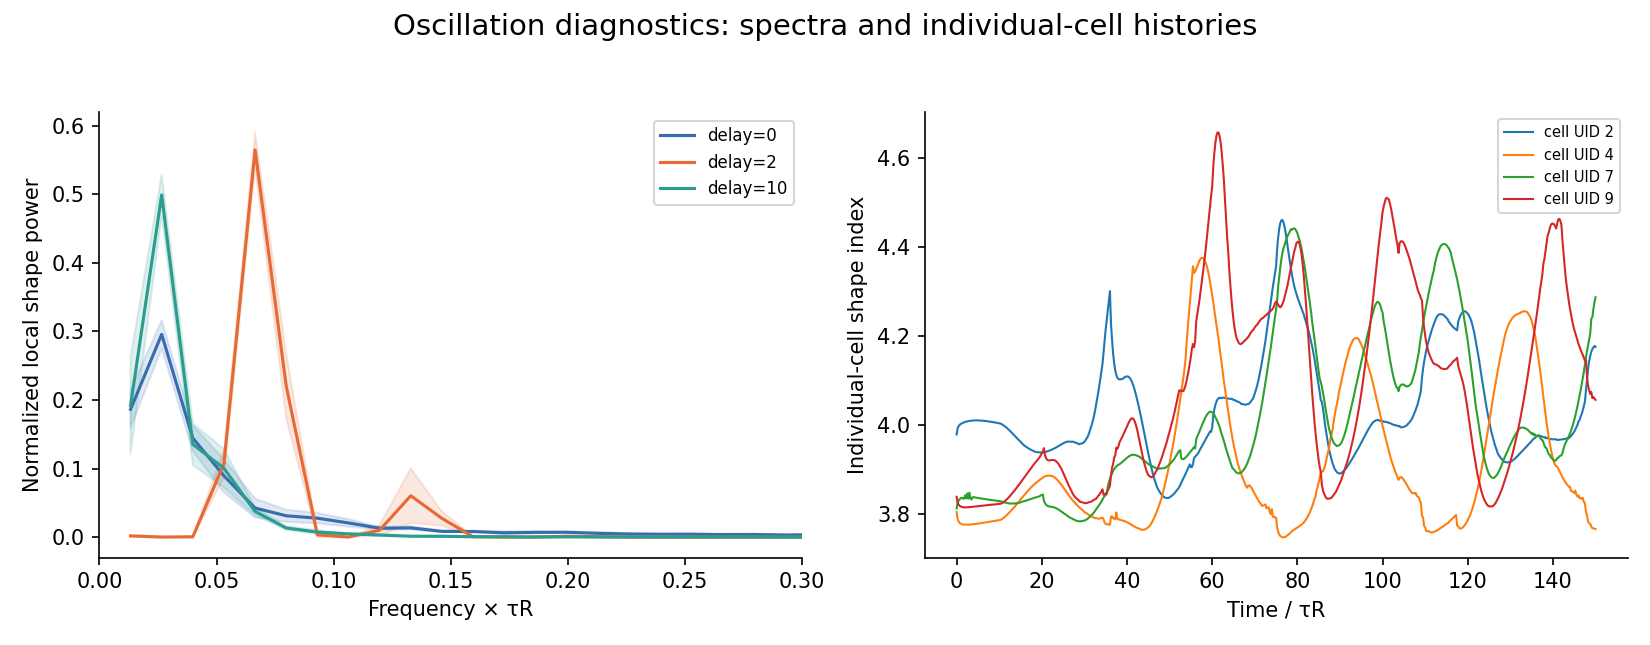 Oscillation diagnostics: spectra and individual-cell histories
Normalized local shape power
0.6
0.5
0.4
0.3
0.2
0.1
0.0
0.00 0.05 0.10 0.15 0.20 0.25 0.30
Frequency × τR
delay=0
delay=2
delay=10
Individual-cell shape index
4.6
4.4
4.2
4.0
3.8
0 20 40 60 80 100 120 140
Time / τR
cell UID 2
cell UID 4
cell UID 7
cell UID 9